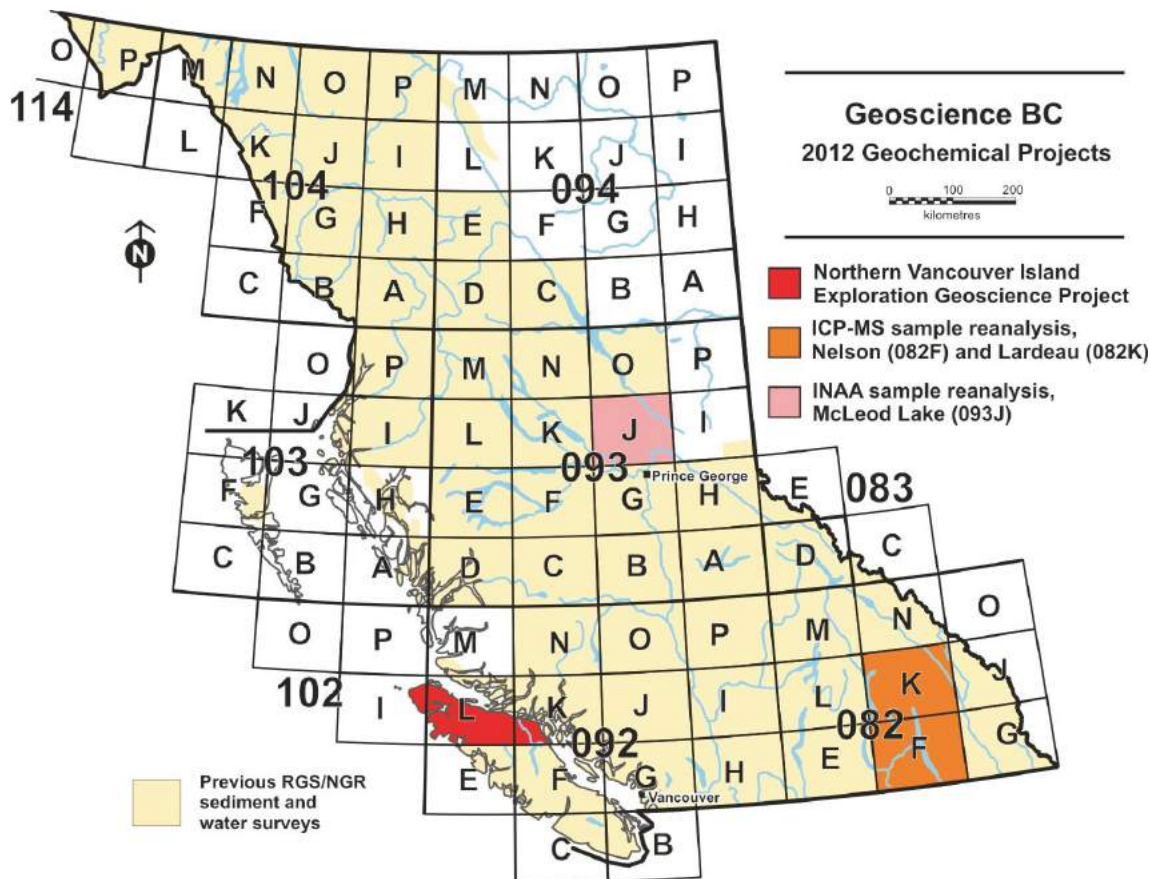 O P M N O P M N O P
114
L K J I L K J I
104 094
F G H E F G H
C B A D C B A
O P M N O P
K J I L K J I
103 093
Prince George
F G H E F G H E 083
C B A D C B A D C
O P M N O P M N O
102 I L K J I L K J
092 082
E F G H E F G
Vancouver
C B
N
Geoscience BC
2012 Geochemical Projects
0 100 200
kilometres
Northern Vancouver Island
Exploration Geoscience Project
ICP-MS sample reanalysis,
Nelson (082F) and Lardeau (082K)
INAA sample reanalysis,
McLeod Lake (093J)
Previous RGS/NGR
sediment and
water surveys